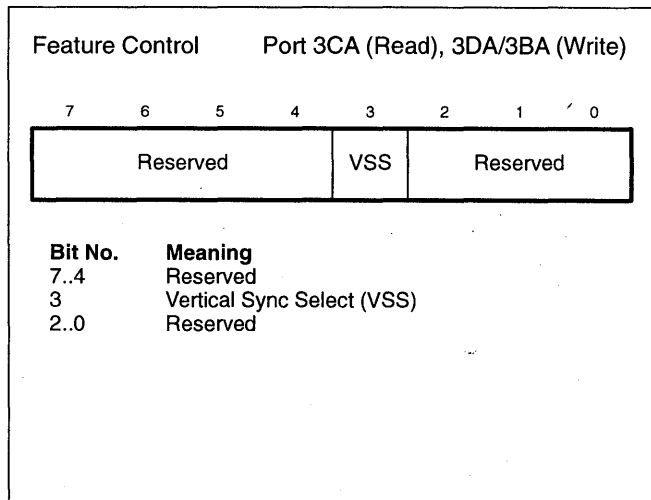 Feature Control Port 3CA (Read), 3DA/3BA (Write)
7 6 5 4 3 2 1 0
Reserved VSS Reserved
Bit No. Meaning
7..4 Reserved
3 Vertical Sync Select (VSS)
2..0 Reserved